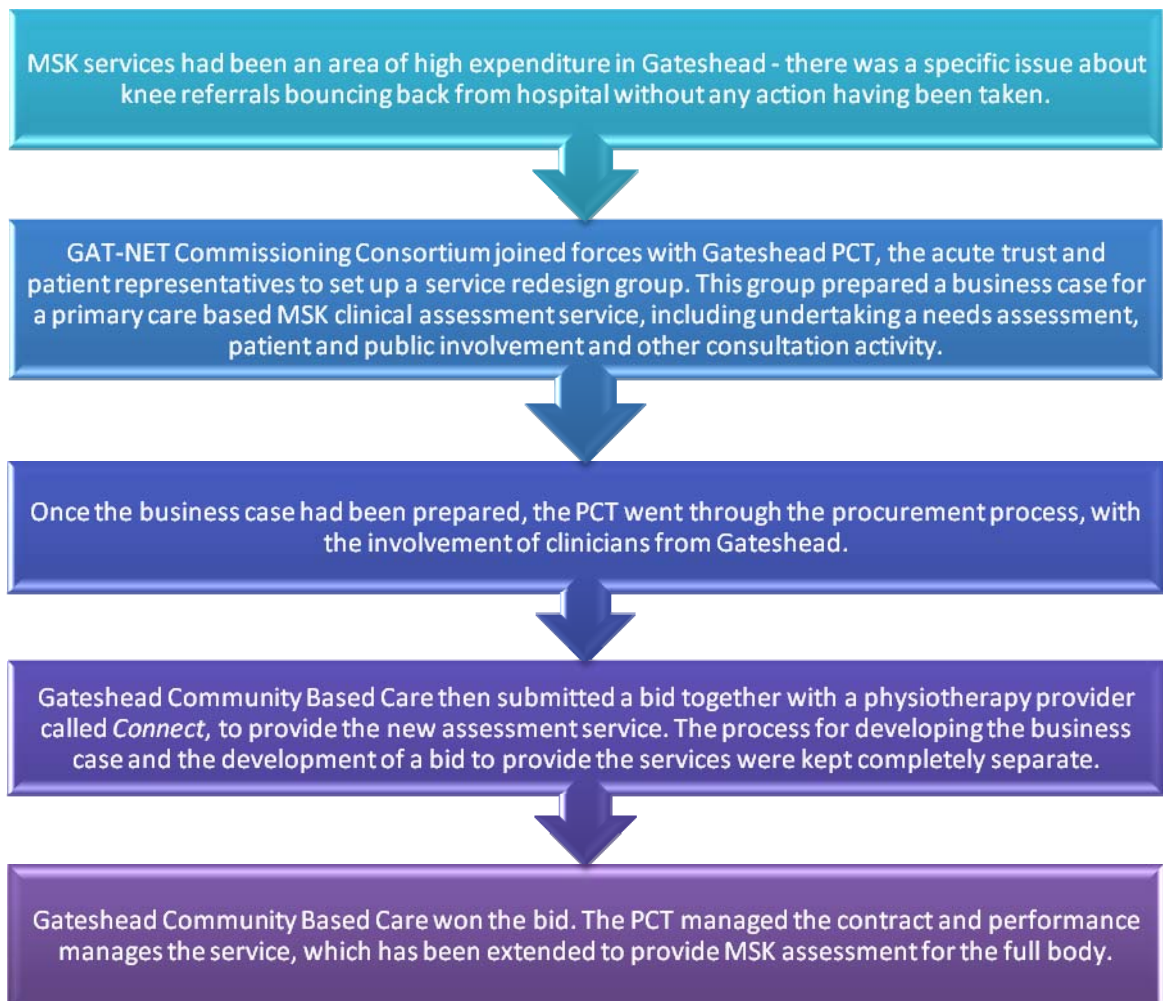 MSK services had been an area of high expenditure in Gateshead - there was a specific issue about
knee referrals bouncing back from hospital without any action having been taken.
GAT-NET Commissioning Consortium joined forces with Gateshead PCT, the acute trust and
patient representatives to set up a service redesign group. This group prepared a business case for
a primary care based MSK clinical assessment service, including undertaking a needs assessment,
patient and public involvement and other consultation activity.
Once the business case had been prepared, the PCT went through the procurement process, with
the involvement of clinicians from Gateshead.
Gateshead Community Based Care then submitted a bid together with a physiotherapy provider
called Connect, to provide the new assessment service. The process for developing the business
case and the development of a bid to provide the services were kept completely separate.
Gateshead Community Based Care won the bid. The PCT managed the contract and performance
manages the service, which has been extended to provide MSK assessment for the full body.